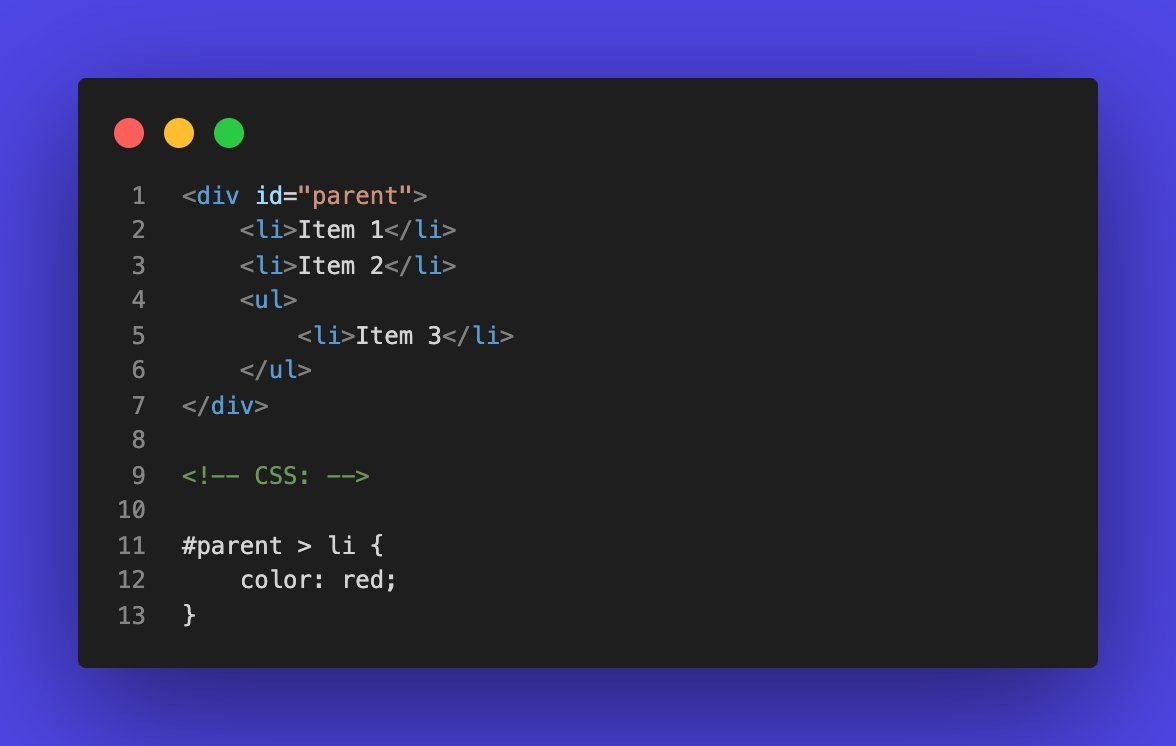 1 <div id="parent">
2     <li>Item 1</li>
3     <li>Item 2</li>
4     <ul>
5         <li>Item 3</li>
6     </ul>
7 </div>
8
9 <!-- CSS: -->
10
11 #parent > li {
12     color: red;
13 }